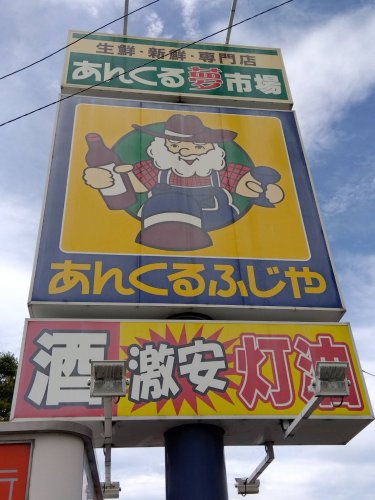 生鮮・新鮮・専門店
あんくる夢市場
あんくるふじや
酒 激安 灯油